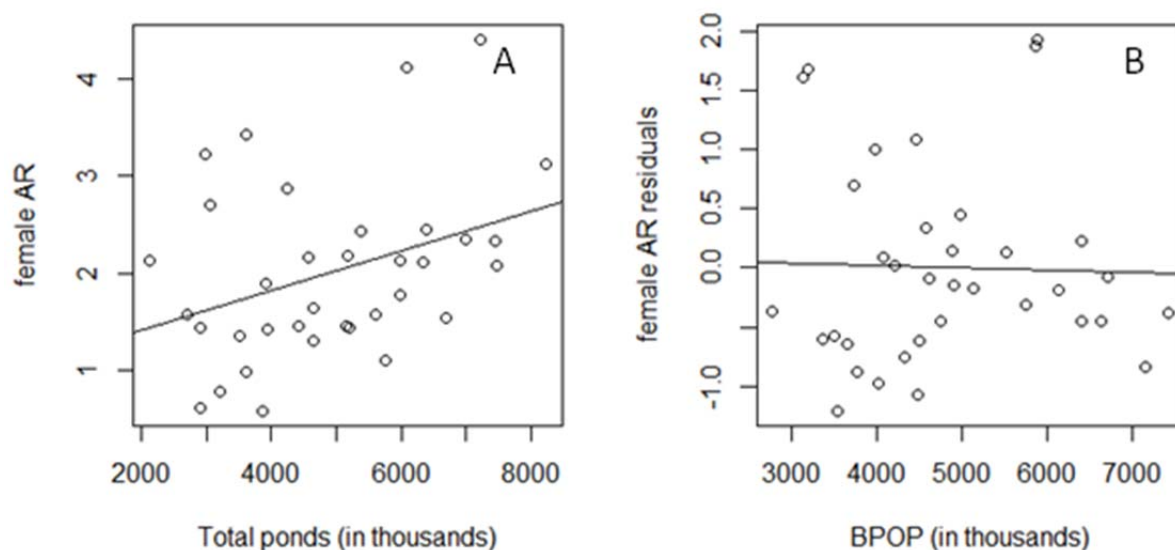 A
female AR
4
3
2
1
2000 4000 6000 8000
Total ponds (in thousands)
B
female AR residuals
2.0
1.5
1.0
0.5
0.0
-1.0
3000 4000 5000 6000 7000
BPOP (in thousands)